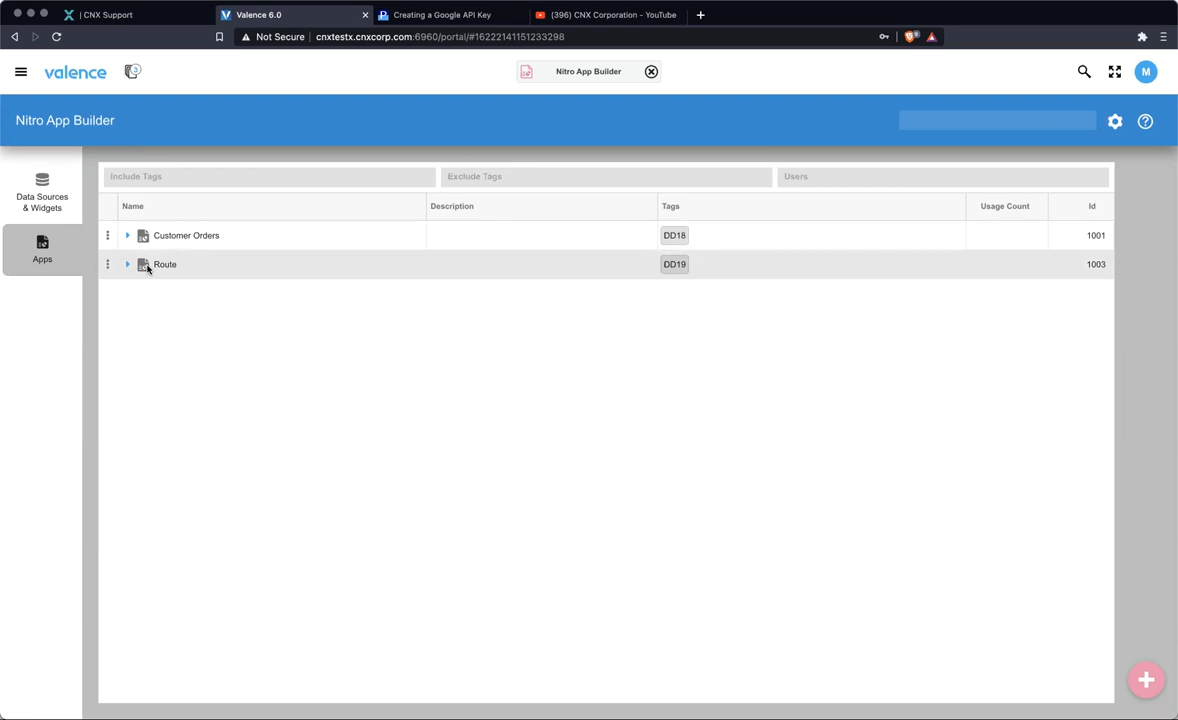 | CNX Support
Valence 6.0
Creating a Google API Key
(396) CNX Corporation - YouTube
Not Secure | cnxtestx.cnxcorp.com:6960/portal/#16222141151233298
valence
3
Nitro App Builder
M
Nitro App Builder
Data Sources
& Widgets
Apps
Include Tags
Exclude Tags
Users
Name
Description
Tags
Usage Count
Id
Customer Orders
DD18
1001
Route
DD19
1003